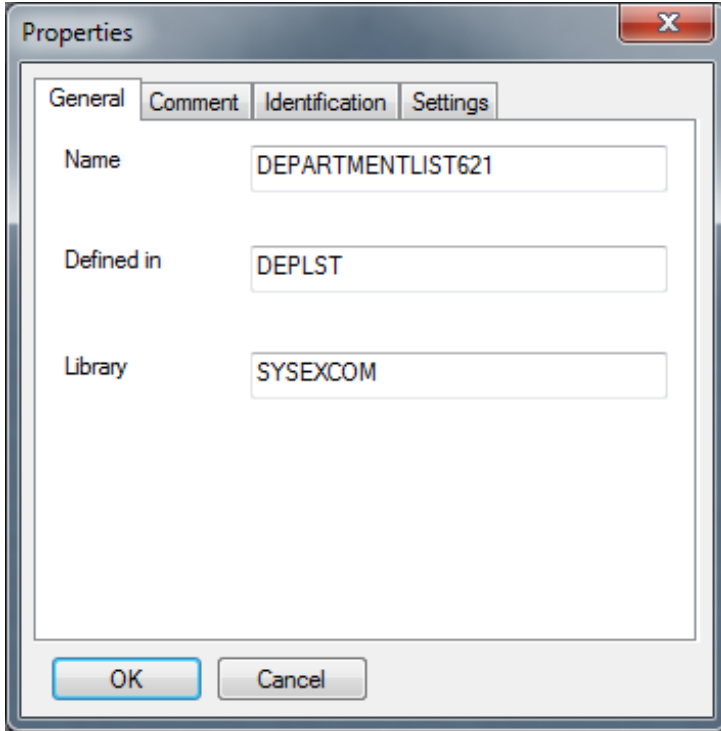 Properties
General Comment Identification Settings
Name DEPARTMENTLIST621
Defined in DEPLST
Library SYSEXCOM
OK Cancel